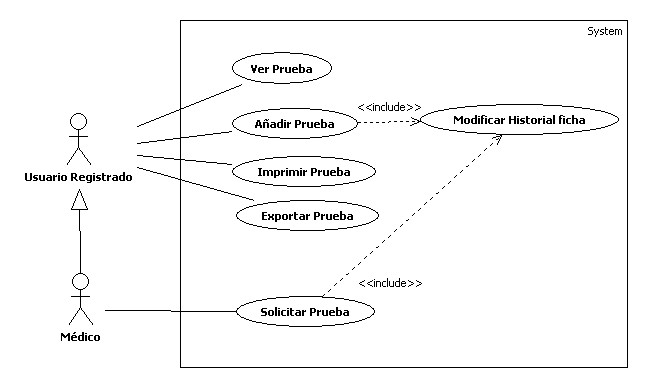 System
Ver Prueba
<<include>>
Añadir Prueba
Modificar Historial ficha
Usuario Registrado
Imprimir Prueba
Exportar Prueba
<<include>>
Solicitar Prueba
Médico